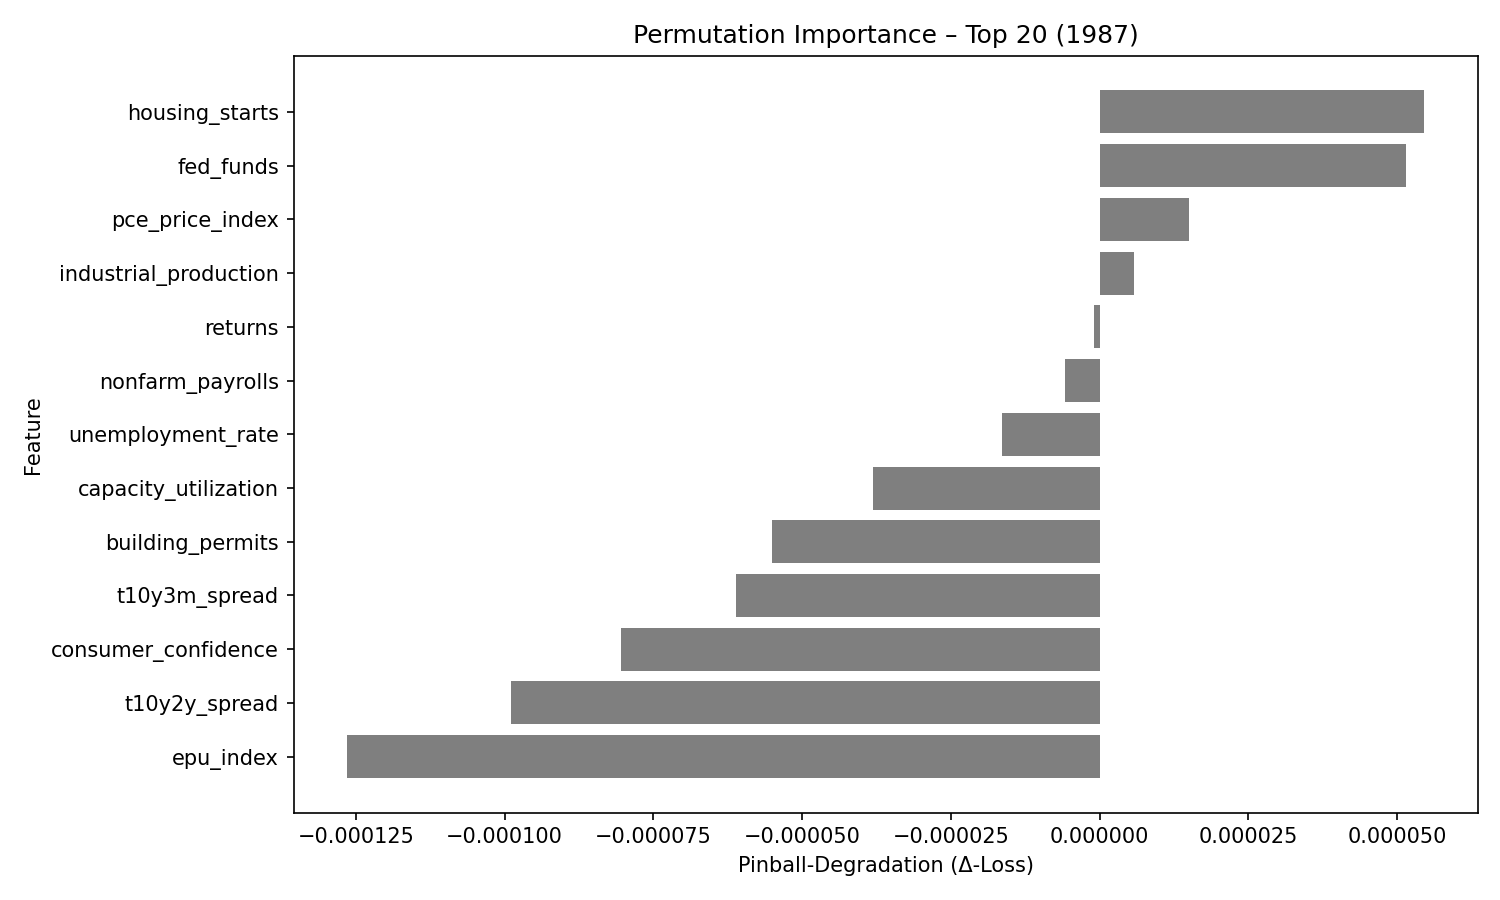 Permutation Importance – Top 20 (1987)
housing_starts
fed_funds
pce_price_index
industrial_production
returns
nonfarm_payrolls
unemployment_rate
capacity_utilization
building_permits
t10y3m_spread
consumer_confidence
t10y2y_spread
epu_index
Feature
−0.000125 −0.000100 −0.000075 −0.000050 −0.000025 0.000000 0.000025 0.000050
Pinball-Degradation (Δ-Loss)